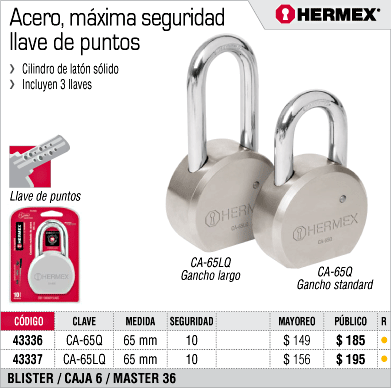 Acero, máxima seguridad
llave de puntos
HERMEX®
› Cilindro de latón sólido
› Incluyen 3 llaves
Llave de puntos
HERMEX
HERMEX
CA-65LQ
Gancho largo
HERMEX
CA-65Q
Gancho standard
CÓDIGO CLAVE MEDIDA SEGURIDAD MAYOREO PÚBLICO R
43336 CA-65Q 65 mm 10 $ 149 $ 185
43337 CA-65LQ 65 mm 10 $ 156 $ 195
BLISTER / CAJA 6 / MASTER 36